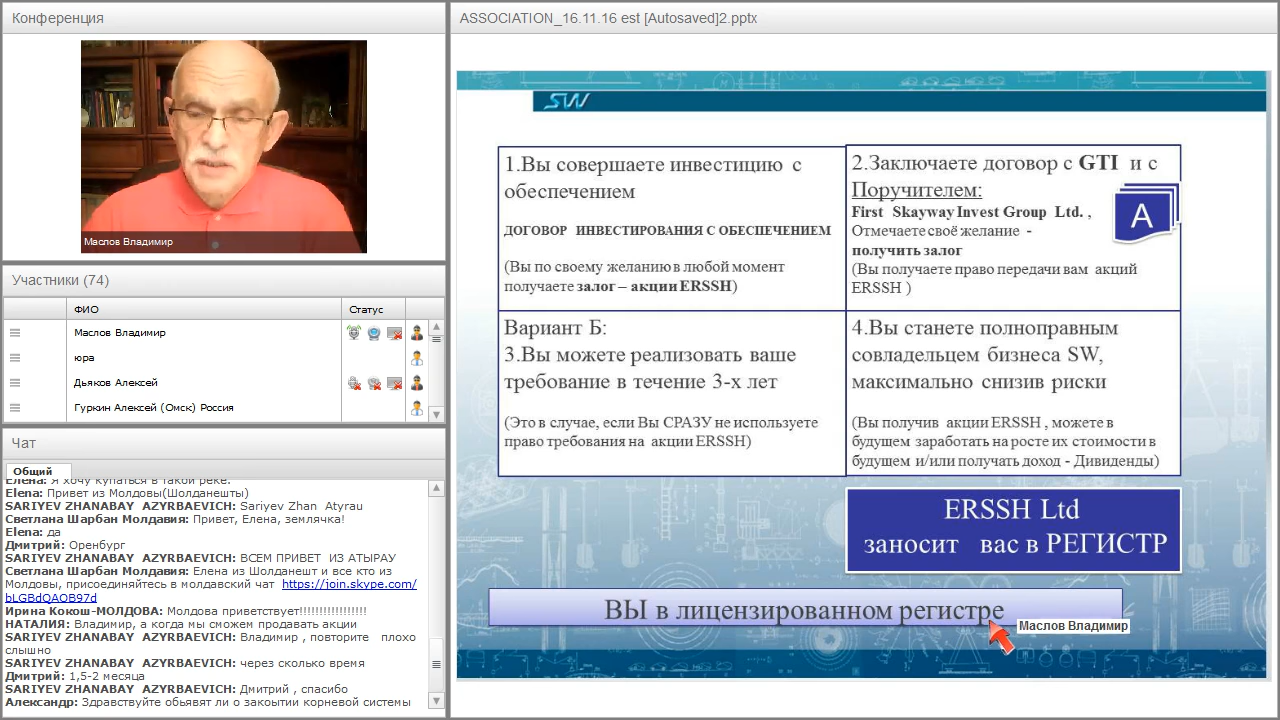 Конференция
Маслов Владимир
Участники (74)
ФИО
Статус
Маслов Владимир
юра
Дьяков Алексей
Гуркин Алексей (Омск) Россия
Чат
Общий
Elena: Я хочу купаться в такой реке.
Elena: Привет из Молдовы(Шолданешты)
SARIYEV ZHANABAY AZYRBAEVICH: Sariyev Zhan Atyrau
Светлана Шарбан Молдавия: Привет, Елена, землячка!
Elena: да
Дмитрий: Оренбург
SARIYEV ZHANABAY AZYRBAEVICH: ВСЕМ ПРИВЕТ ИЗ АТЫРАУ
Светлана Шарбан Молдавия: Елена из Шолданешт и все кто из
Молдовы, присоединяйтесь в молдавский чат https://join.skype.com/
bLGBdQAOB97d
Ирина Кокош-МОЛДОВА: Молдова приветствует!!!!!!!!!!!!!!!!!
НАТАЛИЯ: Владимир, а когда мы сможем продавать акции
SARIYEV ZHANABAY AZYRBAEVICH: Владимир , повторите плохо
слышно
SARIYEV ZHANABAY AZYRBAEVICH: через сколько время
Дмитрий: 1,5-2 месяца
SARIYEV ZHANABAY AZYRBAEVICH: Дмитрий , спасибо
Александр: Здравствуйте обьявят ли о закоытии корневой системы
ASSOCIATION_16.11.16 est [Autosaved]2.pptx
SW
1.Вы совершаете инвестицию с
обеспечением
ДОГОВОР ИНВЕСТИРОВАНИЯ С ОБЕСПЕЧЕНИЕМ
(Вы по своему желанию в любой момент
получаете залог – акции ERSSH)
2.Заключаете договор с GTI и с
Поручителем:
First Skayway Invest Group Ltd. ,
Отмечаете своё желание -
получить залог
(Вы получаете право передачи вам акций
ERSSH )
A
Вариант Б:
3.Вы можете реализовать ваше
требование в течение 3-х лет
(Это в случае, если Вы СРАЗУ не используете
право требования на акции ERSSH)
4.Вы станете полноправным
совладельцем бизнеса SW,
максимально снизив риски
(Вы получив акции ERSSH , можете в
будущем заработать на росте их стоимости в
будущем и/или получать доход - Дивиденды)
ERSSH Ltd
заносит вас в РЕГИСТР
ВЫ в лицензированном регистре
Маслов Владимир